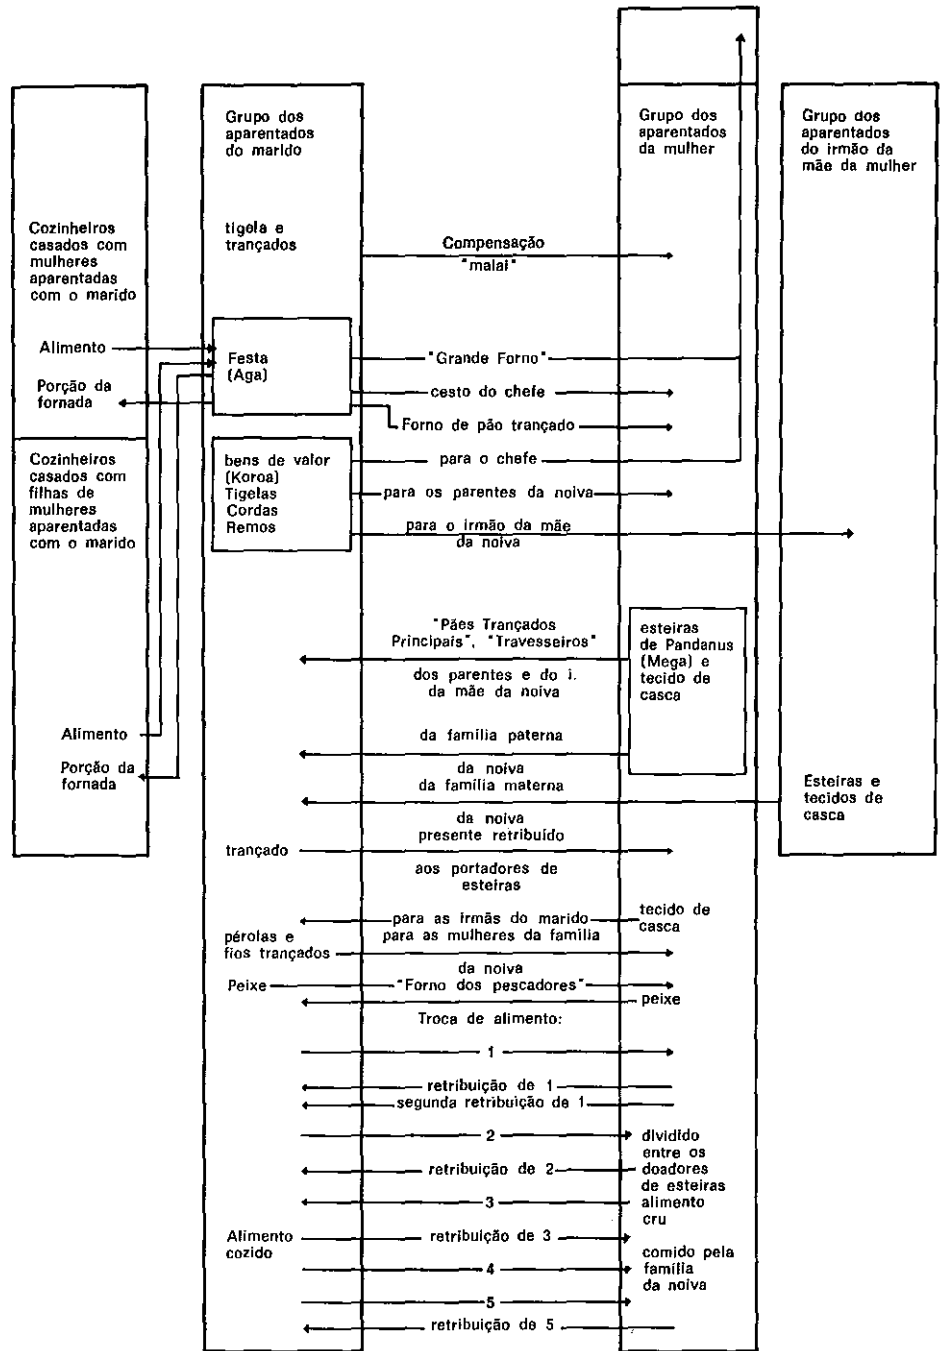 Grupo dos
aparentados
do marido
Grupo dos
aparentados
da mulher
Grupo dos
aparentados
do irmão da
mãe da mulher
Cozinheiros
casados com
mulheres
aparentadas
com o marido
tigela e
trançados
Compensação
"malai"
Alimento
Porção da
fornada
Festa
(Aga)
"Grande Forno"
cesto do chefe
Forno de pão trançado
Cozinheiros
casados com
filhas de
mulheres
aparentadas
com o marido
bens de valor
(Koroa)
Tigelas
Cordas
Remos
para o chefe
para os parentes da noiva
para o irmão da mãe
da noiva
"Pães Trançados
Principais", "Travesseiros"
dos parentes e do i.
da mãe da noiva
esteiras
de Pandanus
(Mega) e
tecido de
casca
Alimento
Porção da
fornada
da família paterna
da noiva
da família materna
da noiva
Esteiras e
tecidos de
casca
presente retribuído
trançado
aos portadores de
esteiras
para as irmãs do marido
tecido de
casca
para as mulheres da família
pérolas e
fios trançados
da noiva
Peixe
"Forno dos pescadores"
peixe
Troca de alimento:
1
retribuição de 1
segunda retribuição de 1
2
dividido
entre os
doadores
de esteiras
alimento
cru
retribuição de 2
3
Alimento
cozido
retribuição de 3
comido pela
família
da noiva
4
5
retribuição de 5